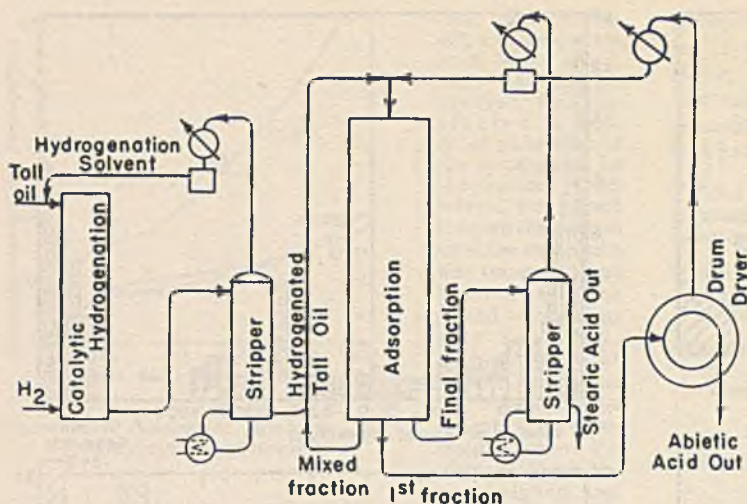 Hydrogenation
Solvent
Tall
oil
H2
Catalytic
Hydrogenation
Stripper
Hydrogenated
Tall Oil
Adsorption
Final fraction
Stripper
Stearic Acid Out
Drum
Dryer
Mixed
fraction
1st fraction
Abietic
Acid Out